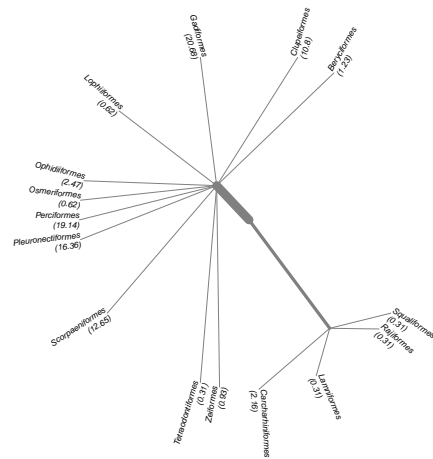 Gadiformes
(20.68)
Clupeiformes
(10.8)
Beryciformes
(1.23)
Lophiiformes
(0.62)
Ophidiiformes
(2.47)
Osmeriformes
(0.62)
Perciformes
(19.14)
Pleuronectiformes
(16.36)
Scorpaeniformes
(12.65)
Tetraodontiformes
(0.31)
Zeiformes
(0.93)
Carcharhiniformes
(2.16)
Lamniformes
(0.31)
Rajiformes
(0.31)
Squaliformes
(0.31)